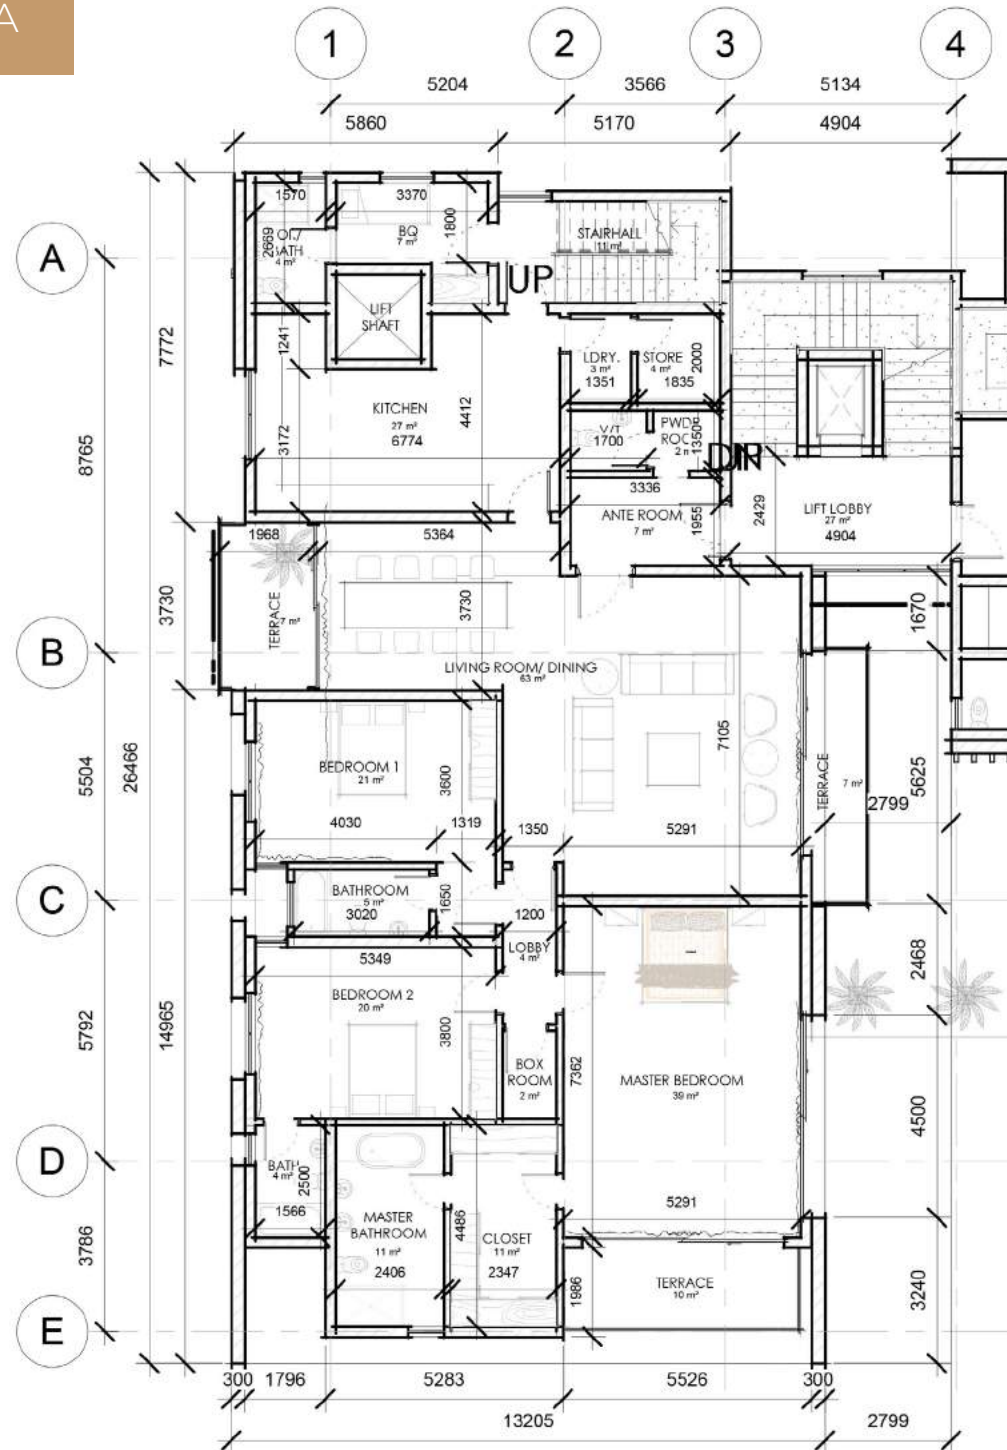 A
1
2
3
4
5204
3566
5134
5860
5170
4904
1570
3370
A
2669
4 m²
BQ
7 m²
1800
STAIRHALL
11 m²
UP
LIFT
SHAFT
7772
1241
LDRY.
3 m²
1351
STORE
4 m²
1835
2000
KITCHEN
27 m²
6774
4412
3172
8765
1700
PWDR
1350
3336
ANTE ROOM
7 m²
1955
2429
LIFT LOBBY
27 m²
4904
1968
5364
3730
TERRACE
7 m²
3730
1670
B
LIVING ROOM/ DINING
63 m²
7105
TERRACE
7 m²
5625
2799
26466
5504
BEDROOM 1
21 m²
3600
4030
1319
1350
5291
C
BATHROOM
5 m²
3020
1650
1200
LOBBY
4 m²
2468
5349
BEDROOM 2
20 m²
3800
5792
14965
BOX
ROOM
2 m²
7362
MASTER BEDROOM
39 m²
4500
D
BATH
4 m²
2500
1566
5291
MASTER
BATHROOM
11 m²
2406
4486
CLOSET
11 m²
2347
3786
1986
TERRACE
10 m²
3240
E
300
1796
5283
5526
300
13205
2799